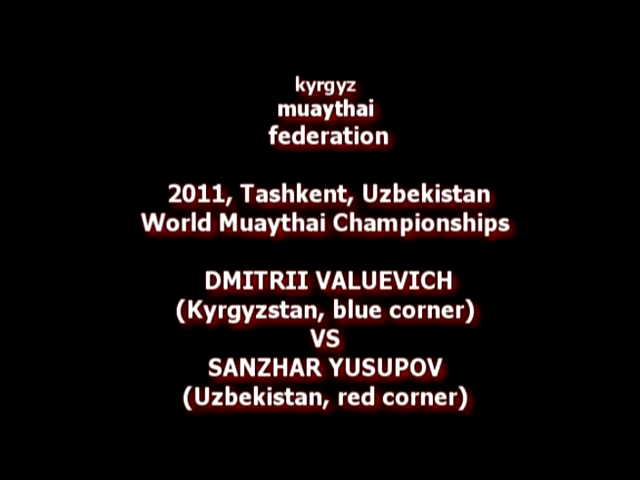 kyrgyz
muaythai
federation
2011, Tashkent, Uzbekistan
World Muaythai Championships
DMITRII VALUEVICH
(Kyrgyzstan, blue corner)
VS
SANZHAR YUSUPOV
(Uzbekistan, red corner)